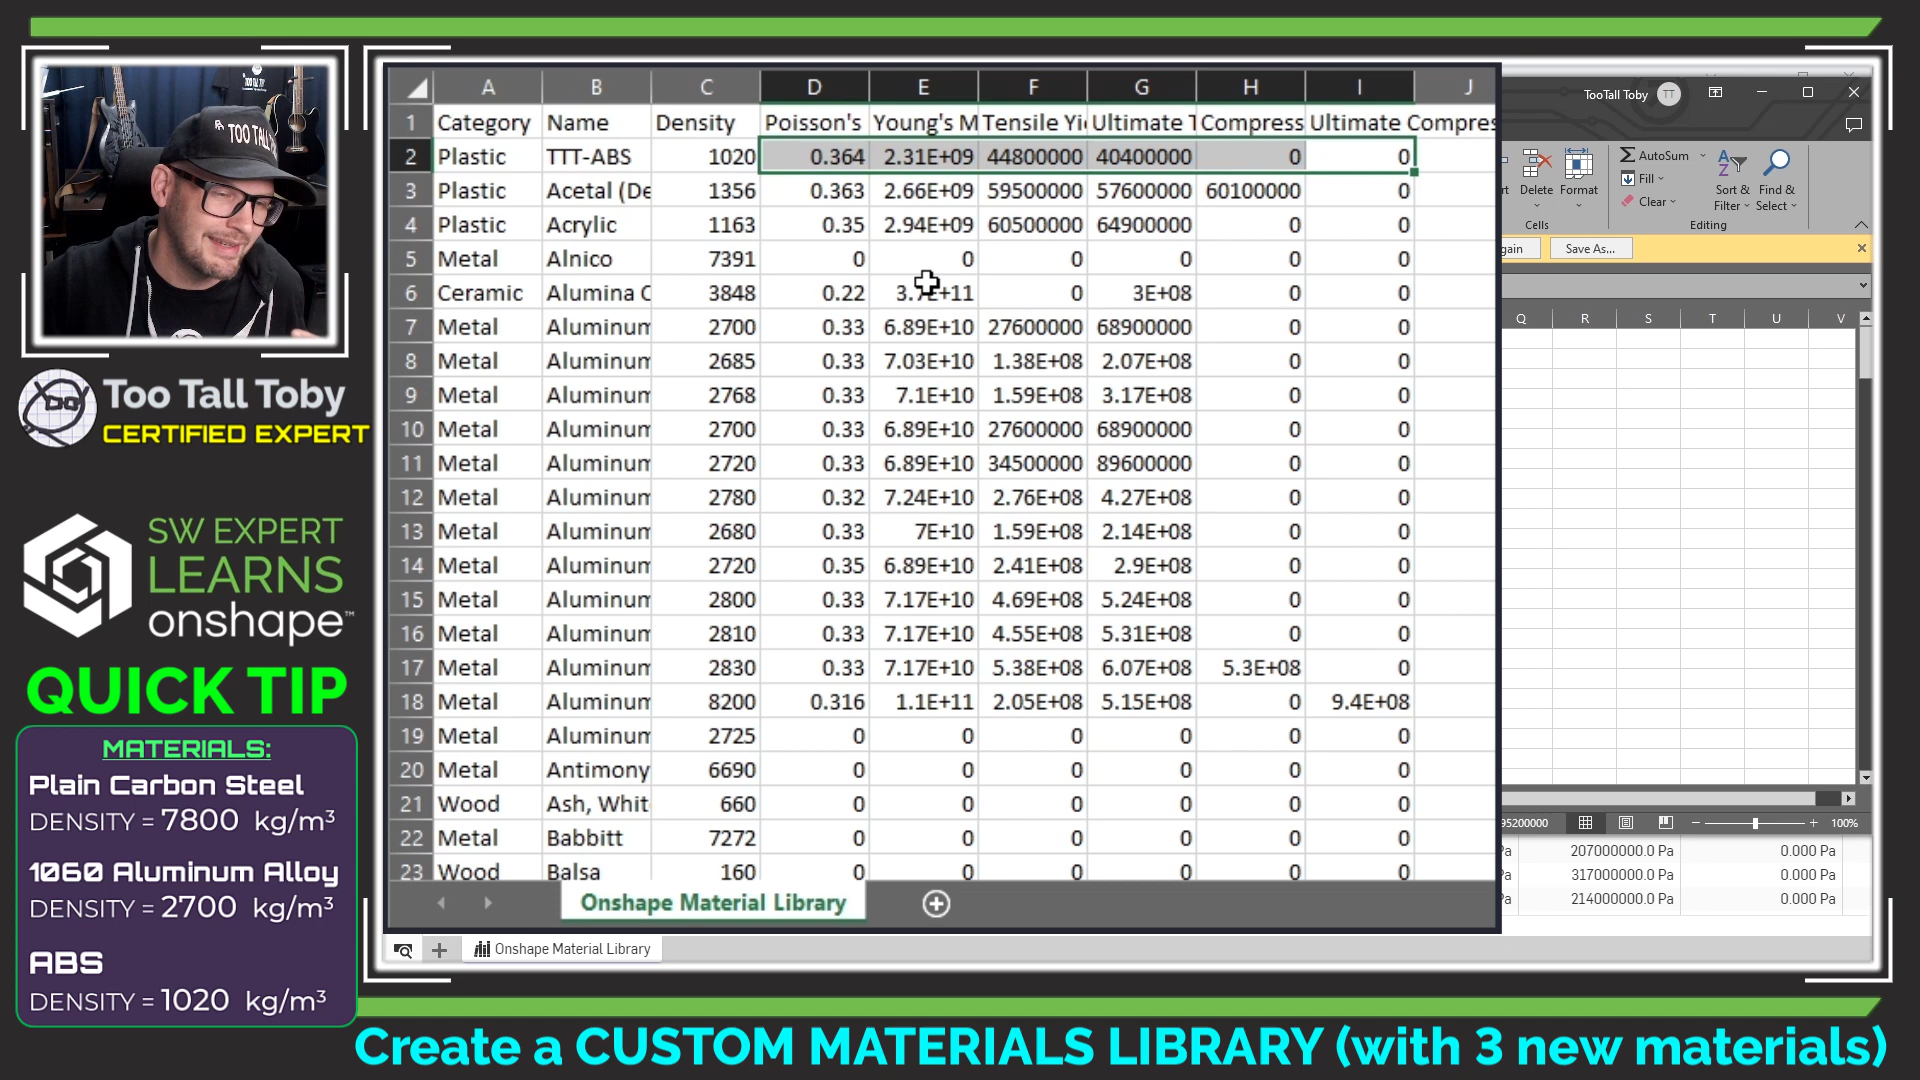 TOO TALL
Too Tall Toby
CERTIFIED EXPERT
SW EXPERT
LEARNS
onshape™
QUICK TIP
MATERIALS:
Plain Carbon Steel
DENSITY = 7800 kg/m³
1060 Aluminum Alloy
DENSITY = 2700 kg/m³
ABS
DENSITY = 1020 kg/m³
A B C D E F G H I J
1 Category Name Density Poisson's Young's M Tensile Yi Ultimate T Compress Ultimate Compres
2 Plastic TTT-ABS 1020 0.364 2.31E+09 44800000 40400000 0 0
3 Plastic Acetal (De 1356 0.363 2.66E+09 59500000 57600000 60100000 0
4 Plastic Acrylic 1163 0.35 2.94E+09 60500000 64900000 0 0
5 Metal Alnico 7391 0 0 0 0 0 0
6 Ceramic Alumina C 3848 0.22 3.7E+11 0 3E+08 0 0
7 Metal Aluminum 2700 0.33 6.89E+10 27600000 68900000 0 0
8 Metal Aluminum 2685 0.33 7.03E+10 1.38E+08 2.07E+08 0 0
9 Metal Aluminum 2768 0.33 7.1E+10 1.59E+08 3.17E+08 0 0
10 Metal Aluminum 2700 0.33 6.89E+10 27600000 68900000 0 0
11 Metal Aluminum 2720 0.33 6.89E+10 34500000 89600000 0 0
12 Metal Aluminum 2780 0.32 7.24E+10 2.76E+08 4.27E+08 0 0
13 Metal Aluminum 2680 0.33 7E+10 1.59E+08 2.14E+08 0 0
14 Metal Aluminum 2720 0.35 6.89E+10 2.41E+08 2.9E+08 0 0
15 Metal Aluminum 2800 0.33 7.17E+10 4.69E+08 5.24E+08 0 0
16 Metal Aluminum 2810 0.33 7.17E+10 4.55E+08 5.31E+08 0 0
17 Metal Aluminum 2830 0.33 7.17E+10 5.38E+08 6.07E+08 5.3E+08 0
18 Metal Aluminum 8200 0.316 1.1E+11 2.05E+08 5.15E+08 0 9.4E+08
19 Metal Aluminum 2725 0 0 0 0 0 0
20 Metal Antimony 6690 0 0 0 0 0 0
21 Wood Ash, Whit 660 0 0 0 0 0 0
22 Metal Babbitt 7272 0 0 0 0 0 0
23 Wood Balsa 160 0 0 0 0 0 0
Onshape Material Library
Onshape Material Library
TooTall Toby TT
rt Delete Format
Cells
AutoSum
Fill
Clear
Sort & Filter
Find & Select
Editing
gain Save As...
Q R S T U V
95200000 100%
Pa 207000000.0 Pa 0.000 Pa
Pa 317000000.0 Pa 0.000 Pa
Pa 214000000.0 Pa 0.000 Pa
Create a CUSTOM MATERIALS LIBRARY (with 3 new materials)